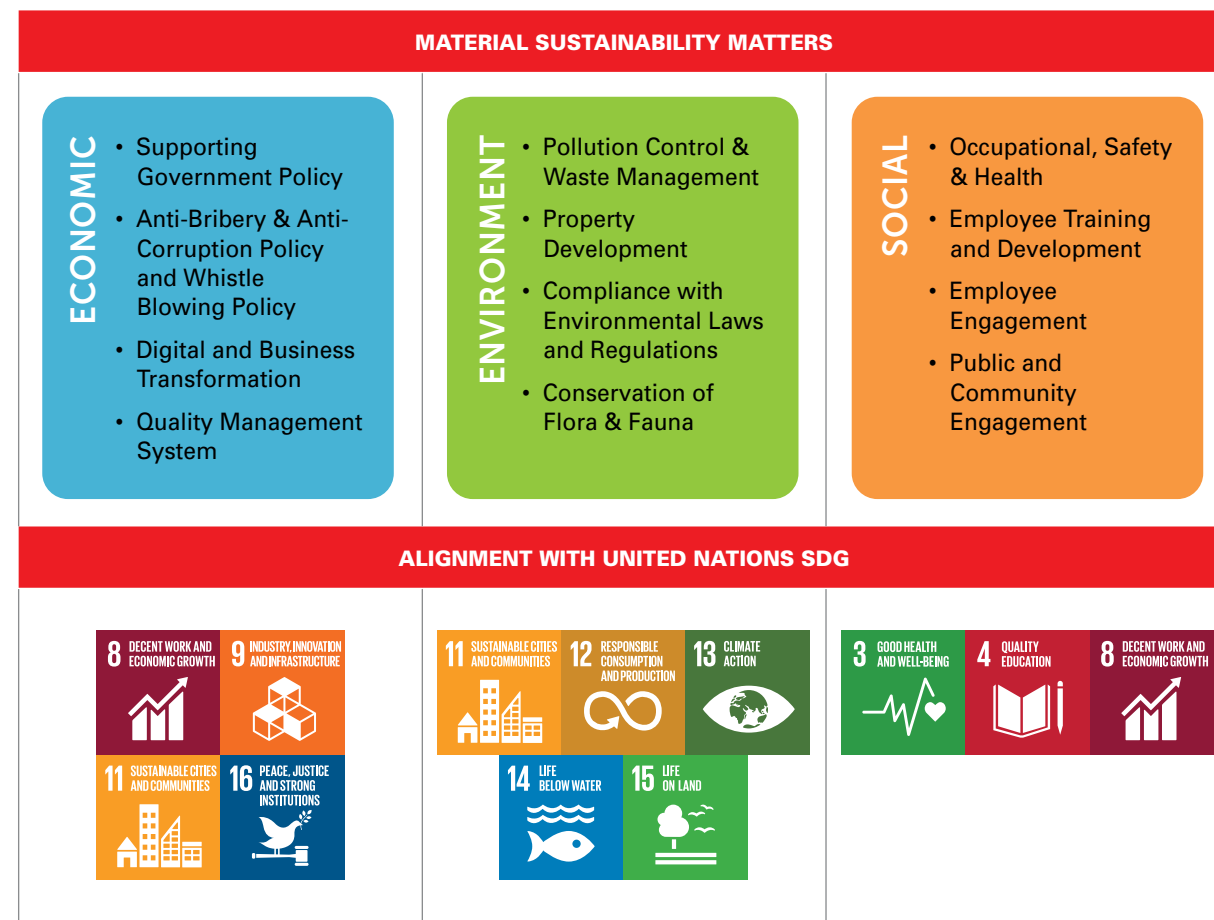 MATERIAL SUSTAINABILITY MATTERS
ECONOMIC
• Supporting
Government Policy
• Anti-Bribery & Anti-
Corruption Policy
and Whistle
Blowing Policy
• Digital and Business
Transformation
• Quality Management
System
ENVIRONMENT
• Pollution Control &
Waste Management
• Property
Development
• Compliance with
Environmental Laws
and Regulations
• Conservation of
Flora & Fauna
SOCIAL
• Occupational, Safety
& Health
• Employee Training
and Development
• Employee
Engagement
• Public and
Community
Engagement
ALIGNMENT WITH UNITED NATIONS SDG
8 DECENT WORK AND
ECONOMIC GROWTH
9 INDUSTRY, INNOVATION
AND INFRASTRUCTURE
11 SUSTAINABLE CITIES
AND COMMUNITIES
16 PEACE, JUSTICE
AND STRONG
INSTITUTIONS
11 SUSTAINABLE CITIES
AND COMMUNITIES
12 RESPONSIBLE
CONSUMPTION
AND PRODUCTION
13 CLIMATE
ACTION
14 LIFE
BELOW WATER
15 LIFE
ON LAND
3 GOOD HEALTH
AND WELL-BEING
4 QUALITY
EDUCATION
8 DECENT WORK AND
ECONOMIC GROWTH